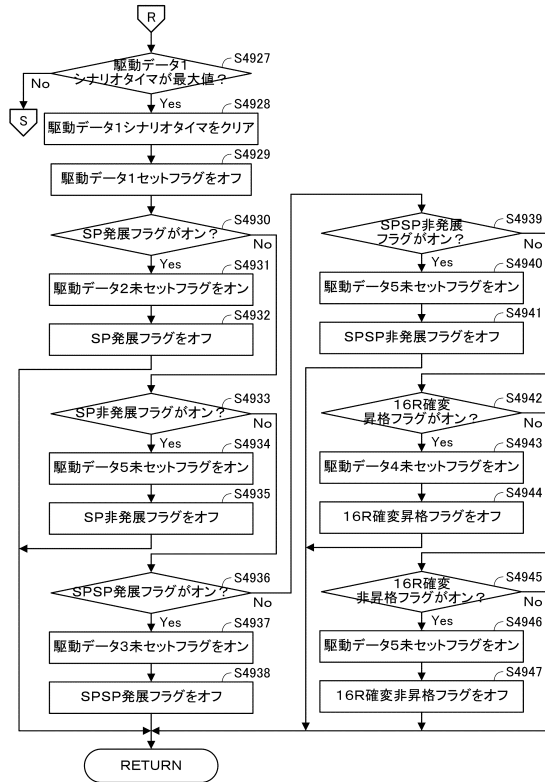 R
S4927
駆動データ1
シナリオタイマが最大値?
No
Yes
S
S4928
駆動データ1シナリオタイマをクリア
S4929
駆動データ1セットフラグをオフ
S4930
SP発展フラグがオン?
No
Yes
S4931
駆動データ2未セットフラグをオン
S4932
SP発展フラグをオフ
S4933
SP非発展フラグがオン?
No
Yes
S4934
駆動データ5未セットフラグをオン
S4935
SP非発展フラグをオフ
S4936
SPSP発展フラグがオン?
No
Yes
S4937
駆動データ3未セットフラグをオン
S4938
SPSP発展フラグをオフ
RETURN
S4939
SPSP非発展
フラグがオン?
No
Yes
S4940
駆動データ5未セットフラグをオン
S4941
SPSP非発展フラグをオフ
S4942
16R確変
昇格フラグがオン?
No
Yes
S4943
駆動データ4未セットフラグをオン
S4944
16R確変昇格フラグをオフ
S4945
16R確変
非昇格フラグがオン?
No
Yes
S4946
駆動データ5未セットフラグをオン
S4947
16R確変非昇格フラグをオフ